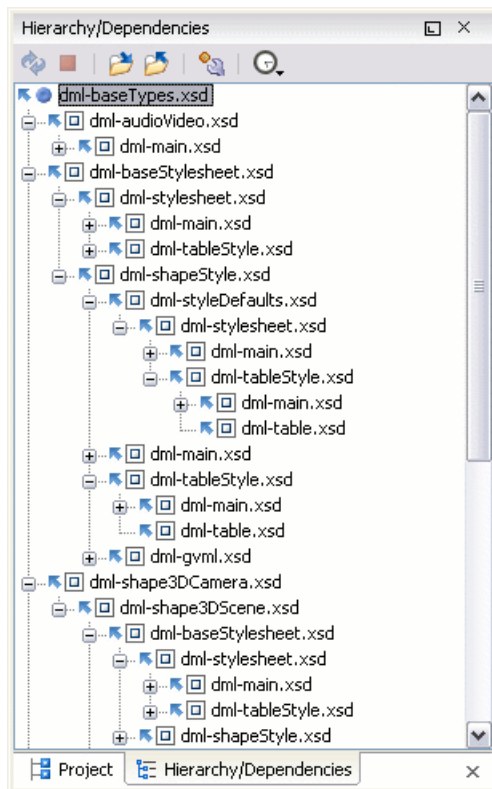 Hierarchy/Dependencies
dml-baseTypes.xsd
dml-audioVideo.xsd
dml-main.xsd
dml-baseStylesheet.xsd
dml-stylesheet.xsd
dml-main.xsd
dml-tableStyle.xsd
dml-shapeStyle.xsd
dml-styleDefaults.xsd
dml-stylesheet.xsd
dml-main.xsd
dml-tableStyle.xsd
dml-main.xsd
dml-table.xsd
dml-main.xsd
dml-tableStyle.xsd
dml-main.xsd
dml-table.xsd
dml-gvml.xsd
dml-shape3DCamera.xsd
dml-shape3DScene.xsd
dml-baseStylesheet.xsd
dml-stylesheet.xsd
dml-main.xsd
dml-tableStyle.xsd
dml-shapeStyle.xsd
Project Hierarchy/Dependencies